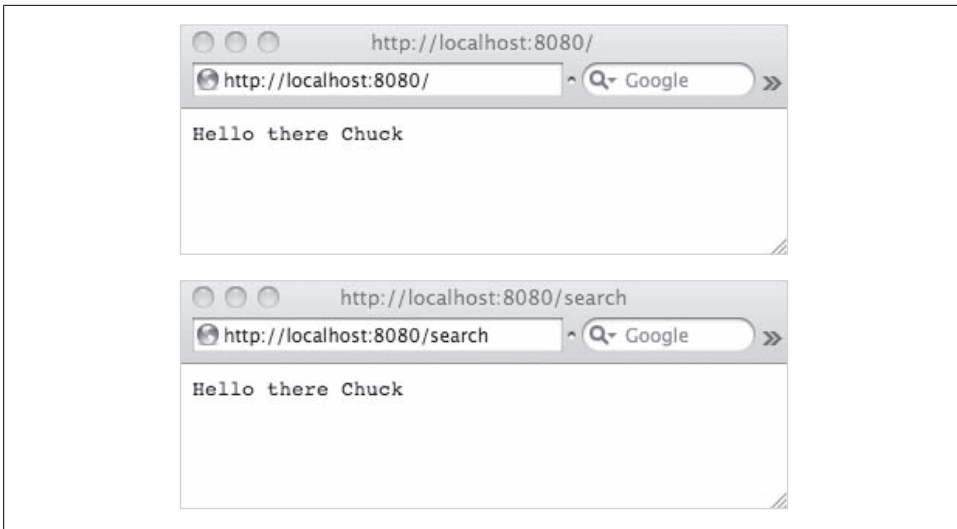 http://localhost:8080/
http://localhost:8080/ Google
Hello there Chuck
http://localhost:8080/search
http://localhost:8080/search Google
Hello there Chuck